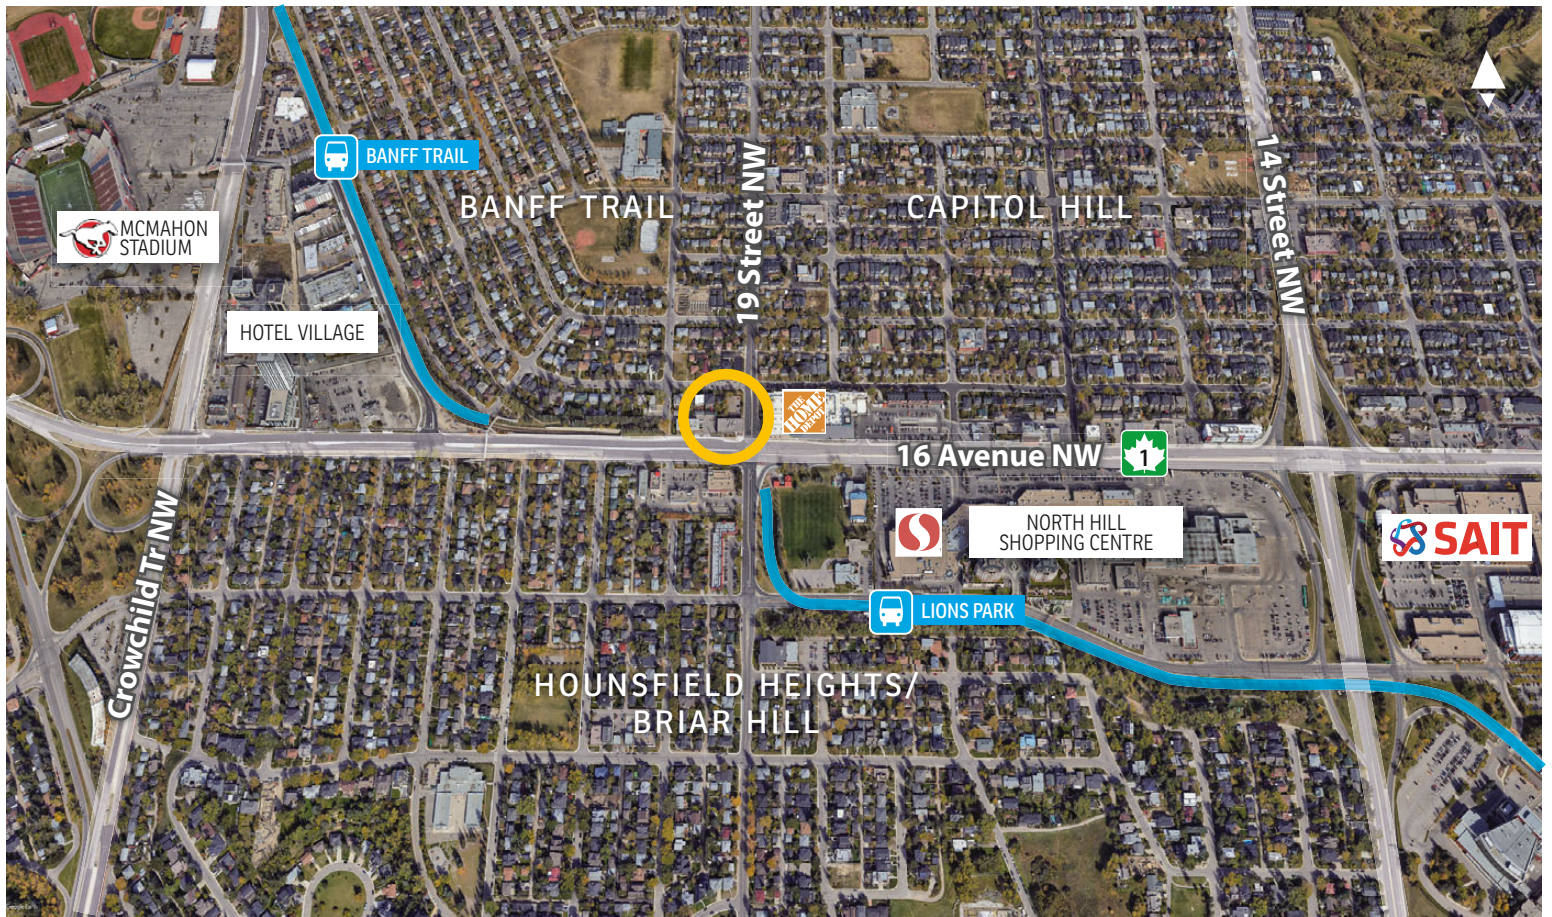 BANFF TRAIL
MCMAHON
STADIUM
BANFF TRAIL
CAPITOL HILL
19 Street NW
14 Street NW
HOTEL VILLAGE
THE
HOME
DEPOT
16 Avenue NW
1
NORTH HILL
SHOPPING CENTRE
SAIT
Crowchild Tr NW
LIONS PARK
HOUNSFIELD HEIGHTS/
BRIAR HILL